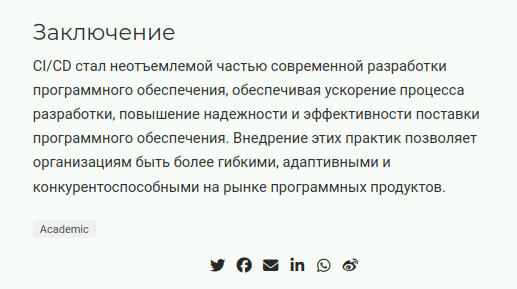 Заключение
CI/CD стал неотъемлемой частью современной разработки
программного обеспечения, обеспечивая ускорение процесса
разработки, повышение надежности и эффективности поставки
программного обеспечения. Внедрение этих практик позволяет
организациям быть более гибкими, адаптивными и
конкурентоспособными на рынке программных продуктов.
Academic